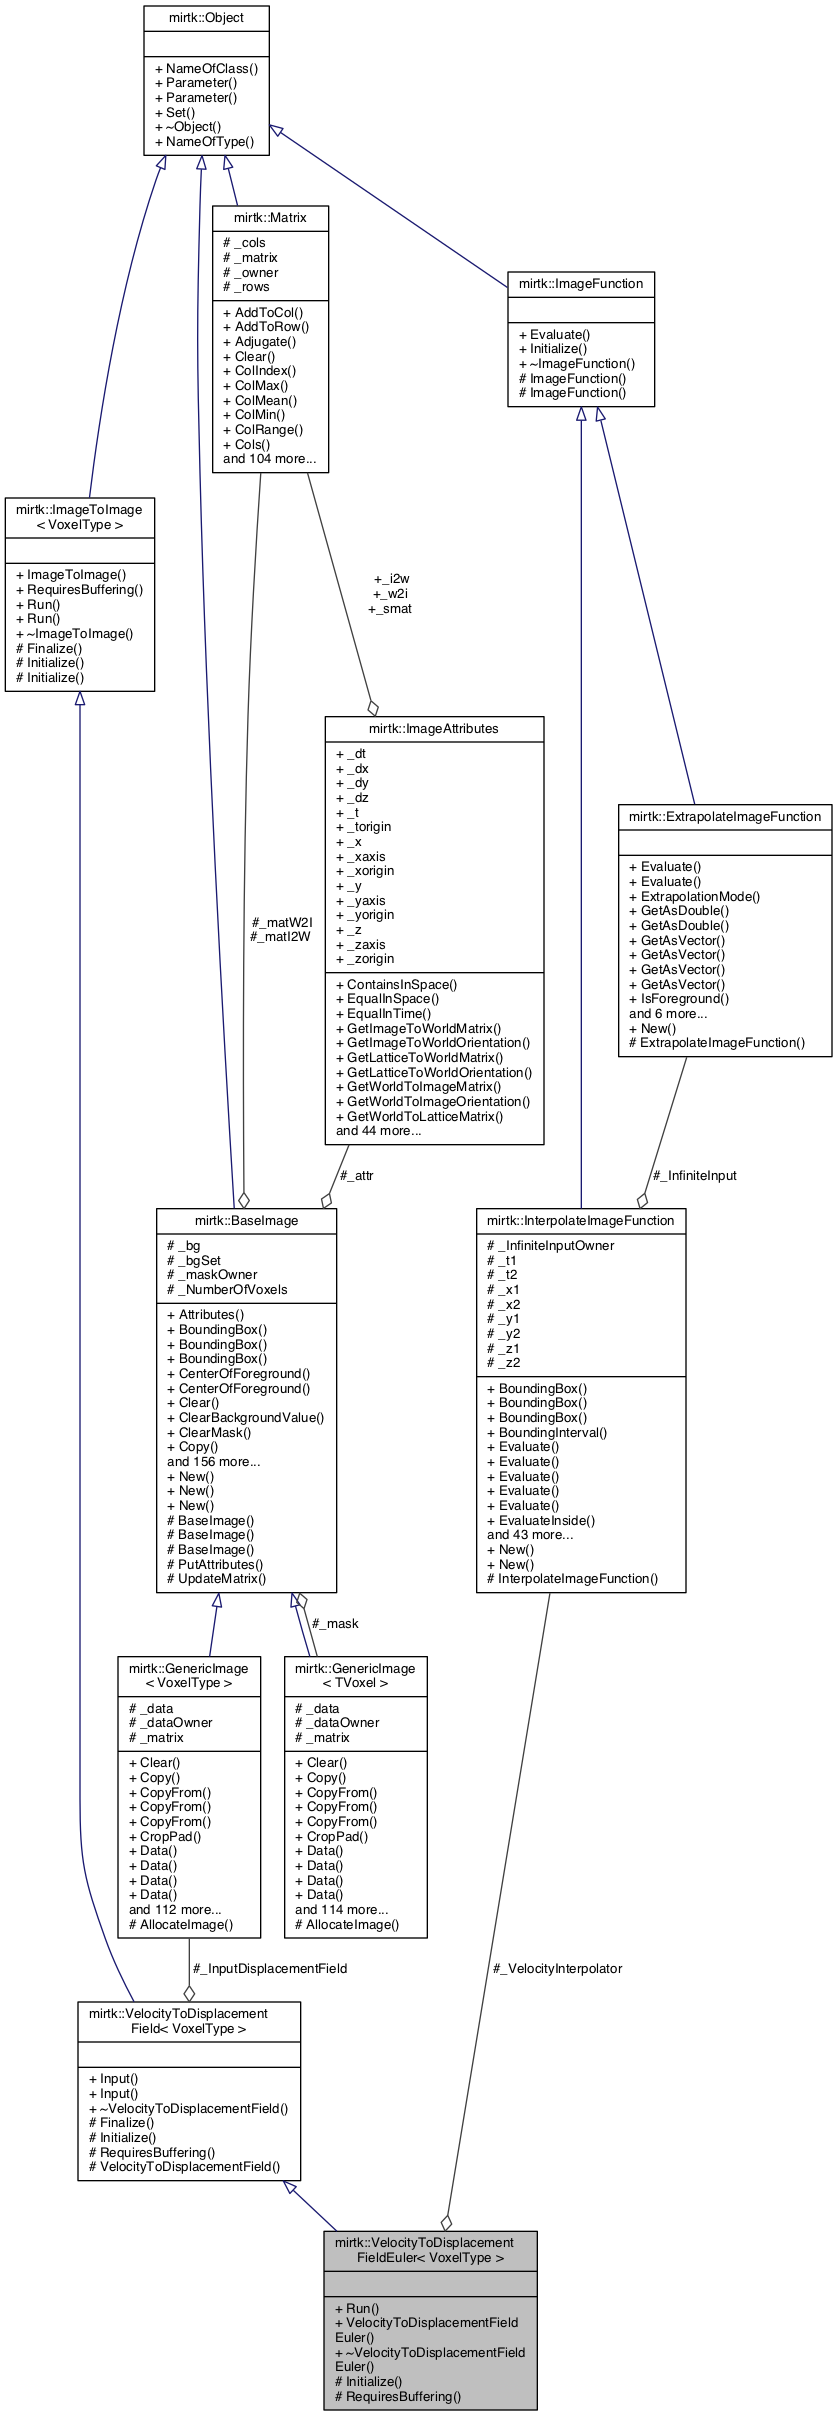 mirtk::Object
+ NameOfClass()
+ Parameter()
+ Parameter()
+ Set()
+ ~Object()
+ NameOfType()
mirtk::Matrix
# _cols
# _matrix
# _owner
# _rows
+ AddToCol()
+ AddToRow()
+ Adjugate()
+ Clear()
+ ColIndex()
+ ColMax()
+ ColMean()
+ ColMin()
+ ColRange()
+ Cols()
and 104 more...
mirtk::ImageFunction
+ Evaluate()
+ Initialize()
+ ~ImageFunction()
# ImageFunction()
# ImageFunction()
mirtk::ImageToImage
< VoxelType >
+ ImageToImage()
+ RequiresBuffering()
+ Run()
+ Run()
+ ~ImageToImage()
# Finalize()
# Initialize()
# Initialize()
+_i2w
+_w2i
+_smat
mirtk::ImageAttributes
+ _dt
+ _dx
+ _dy
+ _dz
+ _t
+ _torigin
+ _x
+ _xaxis
+ _xorigin
+ _y
+ _yaxis
+ _yorigin
+ _z
+ _zaxis
+ _zorigin
+ ContainsInSpace()
+ EqualInSpace()
+ EqualInTime()
+ GetImageToWorldMatrix()
+ GetImageToWorldOrientation()
+ GetLatticeToWorldMatrix()
+ GetLatticeToWorldOrientation()
+ GetWorldToImageMatrix()
+ GetWorldToImageOrientation()
+ GetWorldToLatticeMatrix()
and 44 more...
mirtk::ExtrapolateImageFunction
+ Evaluate()
+ Evaluate()
+ ExtrapolationMode()
+ GetAsDouble()
+ GetAsDouble()
+ GetAsVector()
+ GetAsVector()
+ GetAsVector()
+ GetAsVector()
+ IsForeground()
and 6 more...
+ New()
# ExtrapolateImageFunction()
#_matW2I
#_matI2W
#_attr
#_InfiniteInput
mirtk::BaseImage
# _bg
# _bgSet
# _maskOwner
# _NumberOfVoxels
+ Attributes()
+ BoundingBox()
+ BoundingBox()
+ BoundingBox()
+ CenterOfForeground()
+ CenterOfForeground()
+ Clear()
+ ClearBackgroundValue()
+ ClearMask()
+ Copy()
and 156 more...
+ New()
+ New()
+ New()
# BaseImage()
# BaseImage()
# BaseImage()
# PutAttributes()
# UpdateMatrix()
mirtk::InterpolateImageFunction
# _InfiniteInputOwner
# _t1
# _t2
# _x1
# _x2
# _y1
# _y2
# _z1
# _z2
+ BoundingBox()
+ BoundingBox()
+ BoundingBox()
+ BoundingInterval()
+ Evaluate()
+ Evaluate()
+ Evaluate()
+ Evaluate()
+ Evaluate()
+ EvaluateInside()
and 43 more...
+ New()
+ New()
# InterpolateImageFunction()
#_mask
mirtk::GenericImage
< VoxelType >
# _data
# _dataOwner
# _matrix
+ Clear()
+ Copy()
+ CopyFrom()
+ CopyFrom()
+ CopyFrom()
+ CropPad()
+ Data()
+ Data()
+ Data()
+ Data()
and 112 more...
# AllocateImage()
mirtk::GenericImage
< TVoxel >
# _data
# _dataOwner
# _matrix
+ Clear()
+ Copy()
+ CopyFrom()
+ CopyFrom()
+ CopyFrom()
+ CropPad()
+ Data()
+ Data()
+ Data()
+ Data()
and 114 more...
# AllocateImage()
#_InputDisplacementField
#_VelocityInterpolator
mirtk::VelocityToDisplacement
Field< VoxelType >
+ Input()
+ Input()
+ ~VelocityToDisplacementField()
# Finalize()
# Initialize()
# RequiresBuffering()
# VelocityToDisplacementField()
mirtk::VelocityToDisplacement
FieldEuler< VoxelType >
+ Run()
+ VelocityToDisplacementField
Euler()
+ ~VelocityToDisplacementField
Euler()
# Initialize()
# RequiresBuffering()